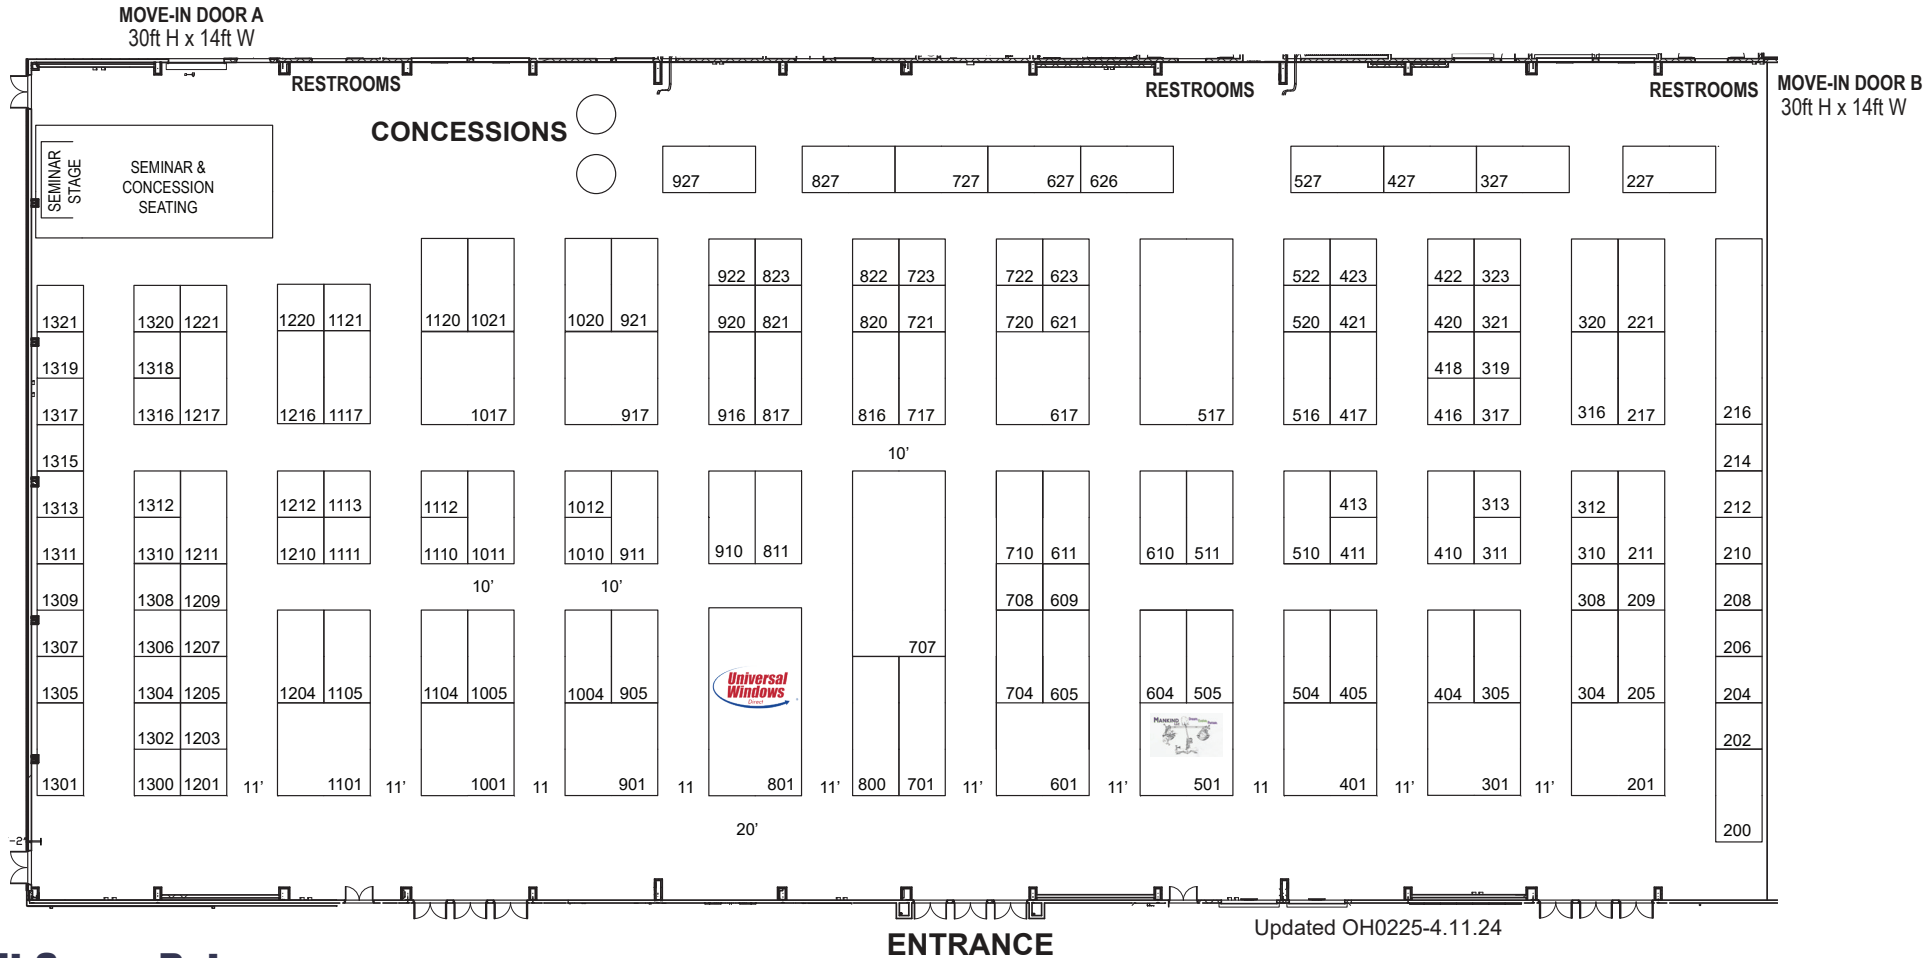 MOVE-IN DOOR A
30ft H x 14ft W
RESTROOMS
RESTROOMS
RESTROOMS
MOVE-IN DOOR B
30ft H x 14ft W
CONCESSIONS
SEMINAR STAGE
SEMINAR &
CONCESSION
SEATING
927 827 727 627 626 527 427 327 227
922 823 822 723 722 623 522 423 422 323
1321 1320 1221 1220 1121 1120 1021 1020 921 920 821 820 721 720 621 520 421 420 321 320 221
1319 1318 418 319
1317 1316 1217 1216 1117 1017 917 916 817 816 717 617 517 516 417 416 317 316 217 216
1315 10' 214
1313 1312 1212 1113 1112 1012 413 313 312 212
1311 1310 1211 1210 1111 1110 1011 1010 911 910 811 710 611 610 511 510 411 410 311 310 211 210
10' 10'
1309 1308 1209 708 609 308 209 208
1307 1306 1207 707 206
Universal
Windows
Direct
1305 1304 1205 1204 1105 1104 1005 1004 905 704 605 604 505 504 405 404 305 304 205 204
MANKIND
1302 1203 202
1301 1300 1201 11' 1101 11' 1001 11 901 11 801 11' 800 701 11' 601 11' 501 11 401 11' 301 11' 201
20' 200
-2'
ENTRANCE
Updated OH0225-4.11.24